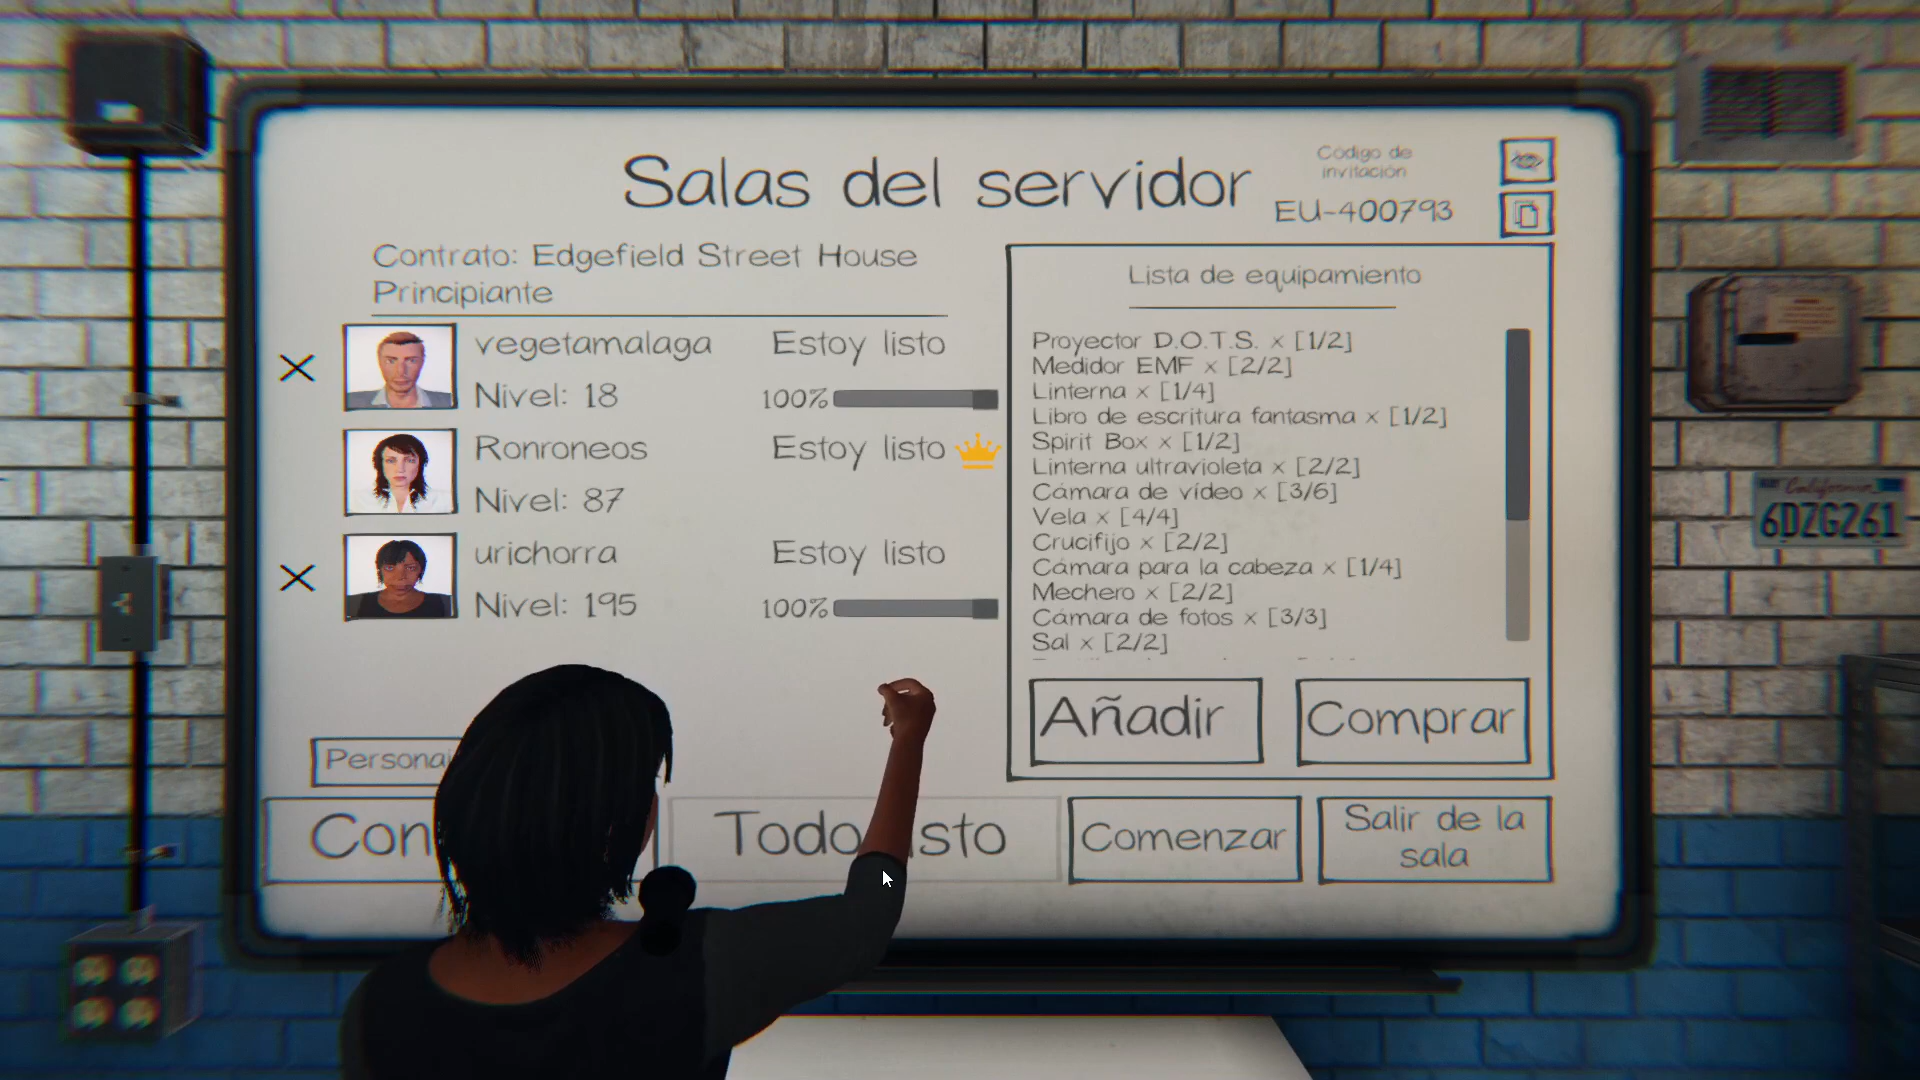 Salas del servidor
Código de
invitación
EU-400793
Contrato: Edgefield Street House
Principiante
vegetamalaga
Estoy listo
Nivel: 18
100%
Ronroneos
Estoy listo
Nivel: 87
urichorra
Estoy listo
Nivel: 195
100%
Lista de equipamiento
Proyector D.O.T.S. x [1/2]
Medidor EMF x [2/2]
Linterna x [1/4]
Libro de escritura fantasma x [1/2]
Spirit Box x [1/2]
Linterna ultravioleta x [2/2]
Cámara de vídeo x [3/6]
Vela x [4/4]
Crucifijo x [2/2]
Cámara para la cabeza x [1/4]
Mechero x [2/2]
Cámara de fotos x [3/3]
Sal x [2/2]
Añadir
Comprar
Comenzar
Salir de la
sala
California
6DZG261